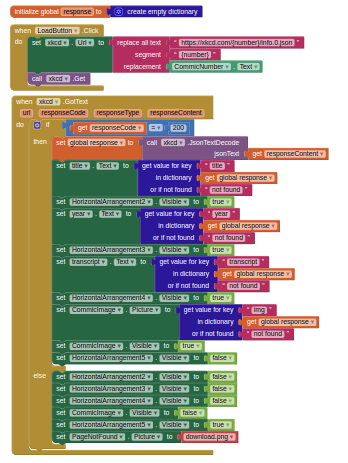 initialize global response to create empty dictionary
when LoadButton .Click
do set xkcd . Url to replace all text " https://xkcd.com/{number}/info.0.json "
segment " {number} "
replacement CommicNumber . Text
call xkcd .Get
when xkcd .GotText
url responseCode responseType responseContent
do if get responseCode = 200
then set global response to call xkcd .JsonTextDecode
jsonText get responseContent
set title . Text to get value for key " title "
in dictionary get global response
or if not found " not found "
set HorizontalArrangement2 . Visible to true
set year . Text to get value for key " year "
in dictionary get global response
or if not found " not found "
set HorizontalArrangement3 . Visible to true
set transcript . Text to get value for key " transcript "
in dictionary get global response
or if not found " not found "
set HorizontalArrangement4 . Visible to true
set CommicImage . Picture to get value for key " img "
in dictionary get global response
or if not found " not found "
set CommicImage . Visible to true
set HorizontalArrangement5 . Visible to false
else set HorizontalArrangement2 . Visible to false
set HorizontalArrangement3 . Visible to false
set HorizontalArrangement4 . Visible to false
set CommicImage . Visible to false
set HorizontalArrangement5 . Visible to true
set PageNotFound . Picture to download.png